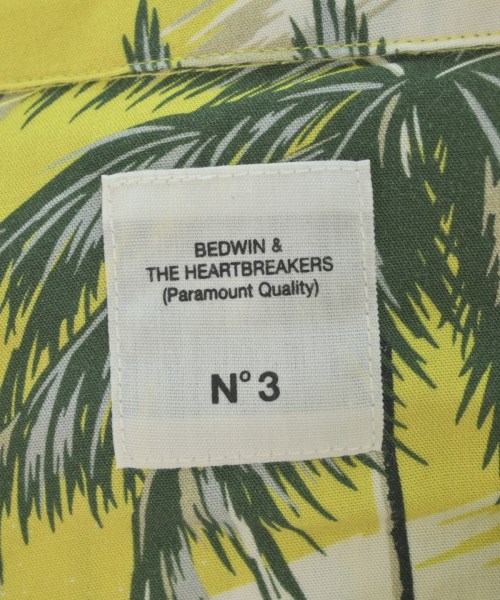 BEDWIN &
THE HEARTBREAKERS
(Paramount Quality)
N° 3